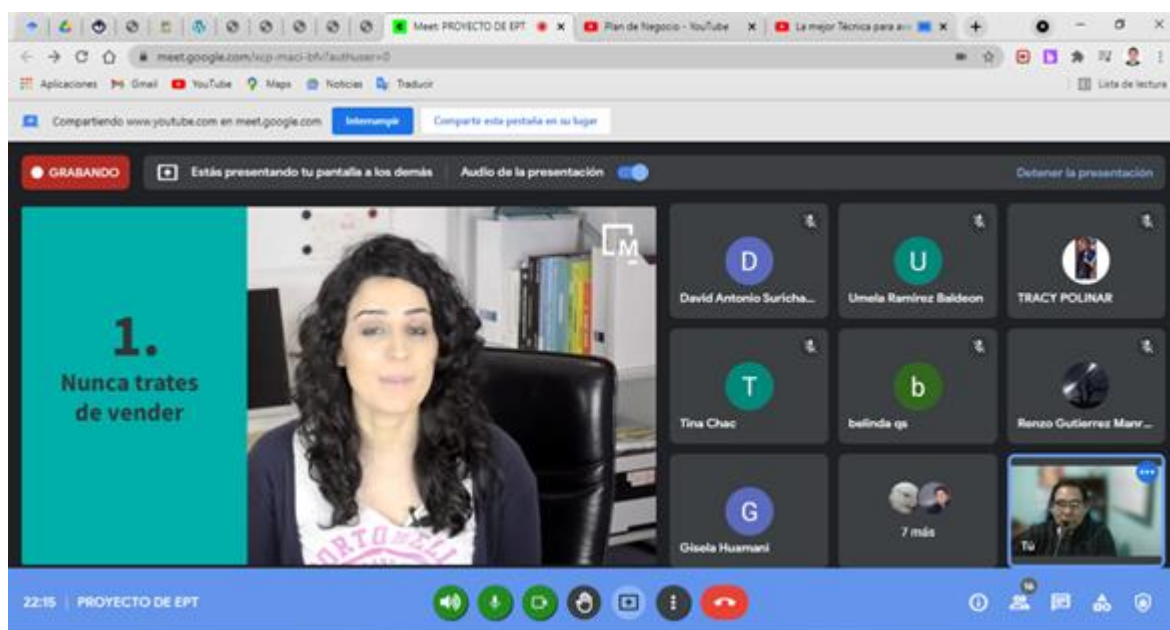 Meet: PROYECTO DE EPT
Plan de Negocio - YouTube
La mejor Técnica para
Aplicaciones
Gmail
YouTube
Maps
Noticias
Traducir
Lista de lectura
Compartiendo www.youtube.com en meet.google.com
Interrumpir
Comparte esta pestaña en su lugar
GRABANDO
Estás presentando tu pantalla a los demás
Audio de la presentación
Detener la presentación
1.
Nunca trates
de vender
M
D
David Antonio Suricha...
U
Umela Ramirez Baldeon
TRACY POLINAR
T
Tina Chac
b
belinda qs
Renzo Gutierrez Manr...
G
Gisela Huamani
7 más
Tú
22:15 | PROYECTO DE EPT
16